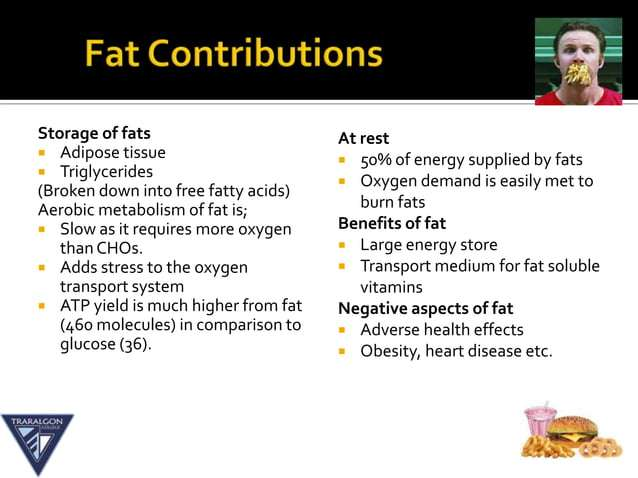 Fat Contributions
Storage of fats
▪ Adipose tissue
▪ Triglycerides
(Broken down into free fatty acids)
Aerobic metabolism of fat is;
▪ Slow as it requires more oxygen
than CHOs.
▪ Adds stress to the oxygen
transport system
▪ ATP yield is much higher from fat
(460 molecules) in comparison to
glucose (36).
At rest
▪ 50% of energy supplied by fats
▪ Oxygen demand is easily met to
burn fats
Benefits of fat
▪ Large energy store
▪ Transport medium for fat soluble
vitamins
Negative aspects of fat
▪ Adverse health effects
▪ Obesity, heart disease etc.
TRARALGON
COLLEGE